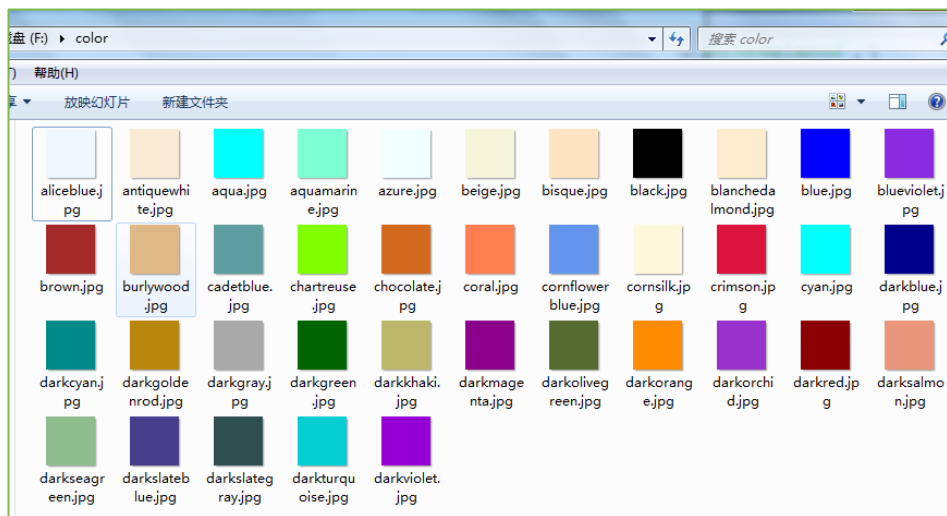 盘 (F:) ▸ color
搜索 color
帮助(H)
放映幻灯片 新建文件夹
aliceblue.j antiquewhi aqua.jpg aquamarin azure.jpg beige.jpg bisque.jpg black.jpg blancheda blue.jpg blueviolet.j
pg te.jpg e.jpg lmond.jpg pg
brown.jpg burlywood cadetblue. chartreuse chocolate.j coral.jpg cornflower cornsilk.jp crimson.jp cyan.jpg darkblue.j
.jpg jpg .jpg pg blue.jpg g g pg
darkcyan.j darkgolde darkgray.j darkgreen darkkhaki. darkmage darkoliveg darkorang darkorchi darkred.jp darksalmo
pg nrod.jpg pg .jpg jpg nta.jpg reen.jpg e.jpg d.jpg g n.jpg
darkseagr darkslateb darkslateg darkturqu darkviolet.
een.jpg lue.jpg ray.jpg oise.jpg jpg